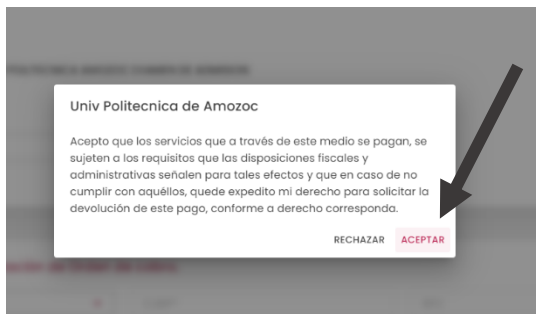 Univ Politecnica de Amozoc
Acepto que los servicios que a través de este medio se pagan, se
sujeten a los requisitos que las disposiciones fiscales y
administrativas señalen para tales efectos y que en caso de no
cumplir con aquéllos, quede expedito mi derecho para solicitar la
devolución de este pago, conforme a derecho corresponda.
RECHAZAR ACEPTAR